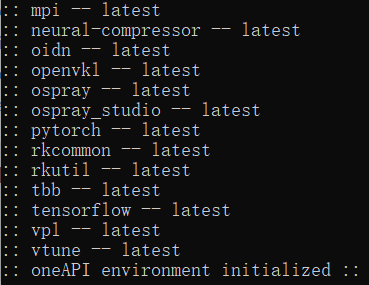 :: mpi -- latest
:: neural-compressor -- latest
:: oidn -- latest
:: openvkl -- latest
:: ospray -- latest
:: ospray_studio -- latest
:: pytorch -- latest
:: rkcommon -- latest
:: rkutil -- latest
:: tbb -- latest
:: tensorflow -- latest
:: vpl -- latest
:: vtune -- latest
:: oneAPI environment initialized ::